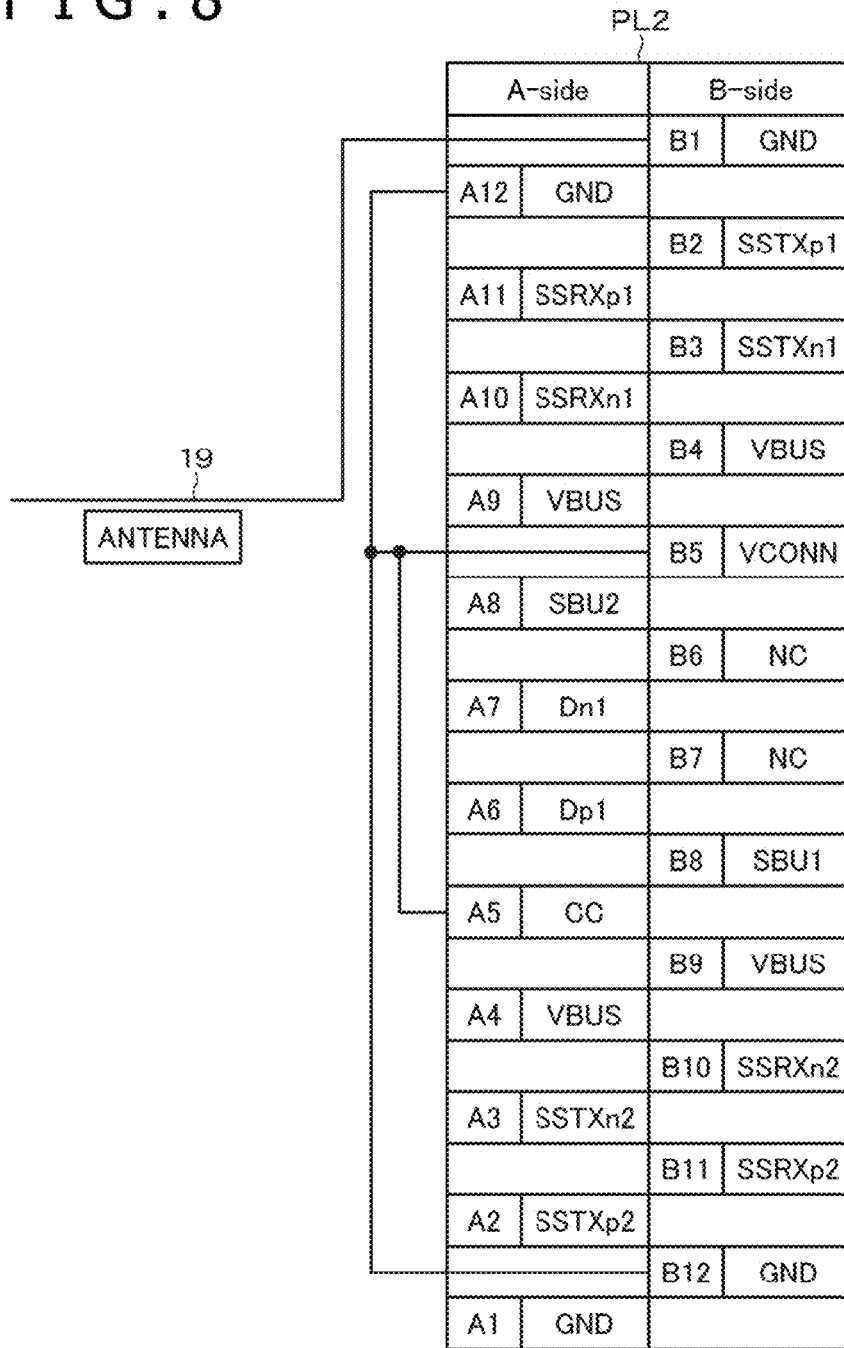 FIG. 8
PL2
A-side B-side
B1 GND
A12 GND
B2 SSTXp1
A11 SSRXp1
B3 SSTXn1
A10 SSRXn1
B4 VBUS
19
A9 VBUS
ANTENNA
B5 VCONN
A8 SBU2
B6 NC
A7 Dn1
B7 NC
A6 Dp1
B8 SBU1
A5 CC
B9 VBUS
A4 VBUS
B10 SSRXn2
A3 SSTXn2
B11 SSRXp2
A2 SSTXp2
B12 GND
A1 GND